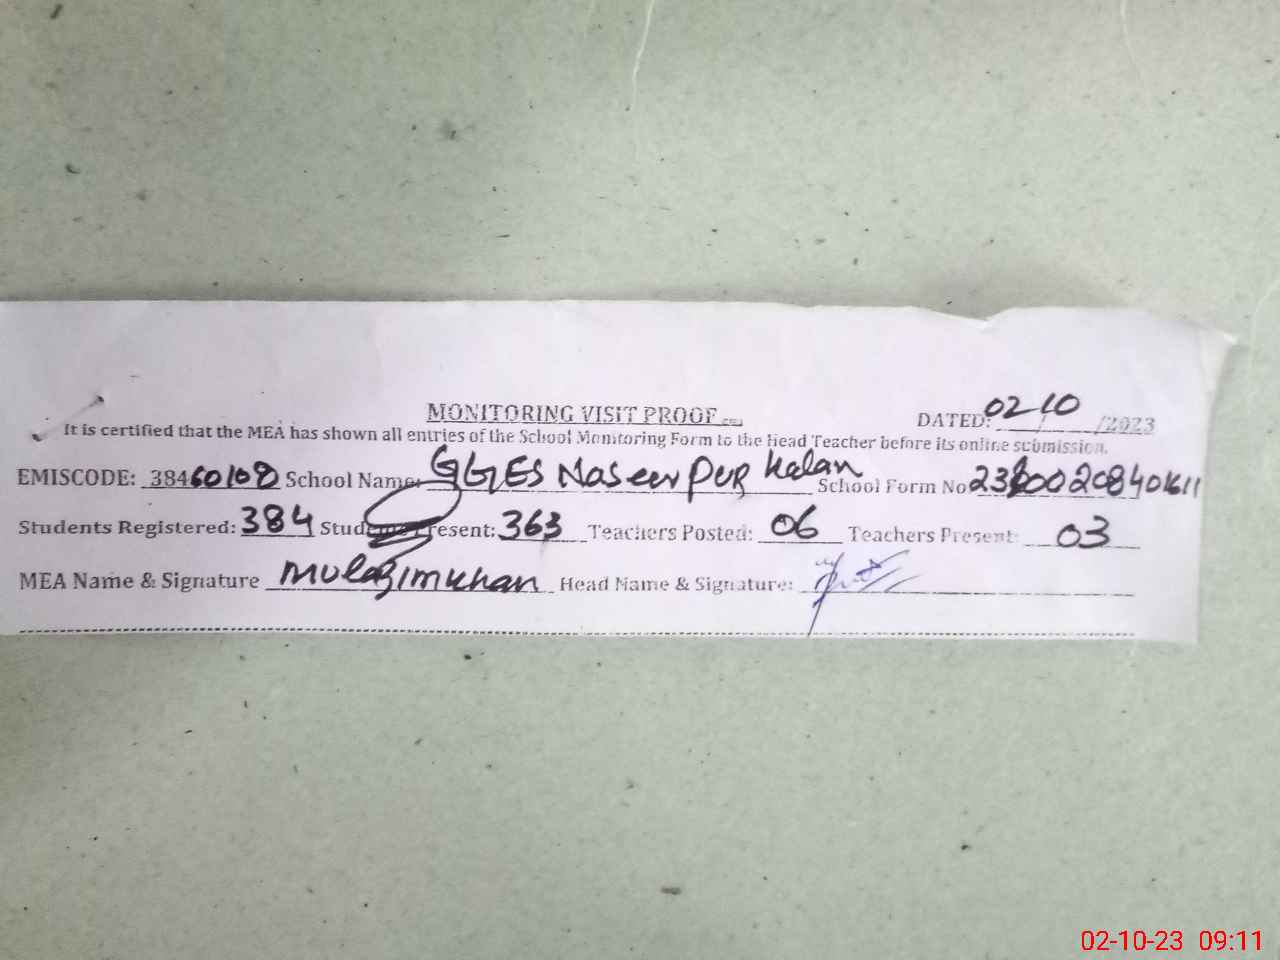 MONITORING VISIT PROOF
DATED: 02/10/2023
It is certified that the MEA has shown all entries of the School Monitoring Form to the Head Teacher before its online submission.
EMISCODE: 38460108 School Name: GGES Naseer PUR Kalan School Form No
Students Registered: 384 Students Present: 363 Teachers Posted: 06 Teachers Present: 03
MEA Name & Signature Mulazimkhan Head Name & Signature:
02-10-23 09:11